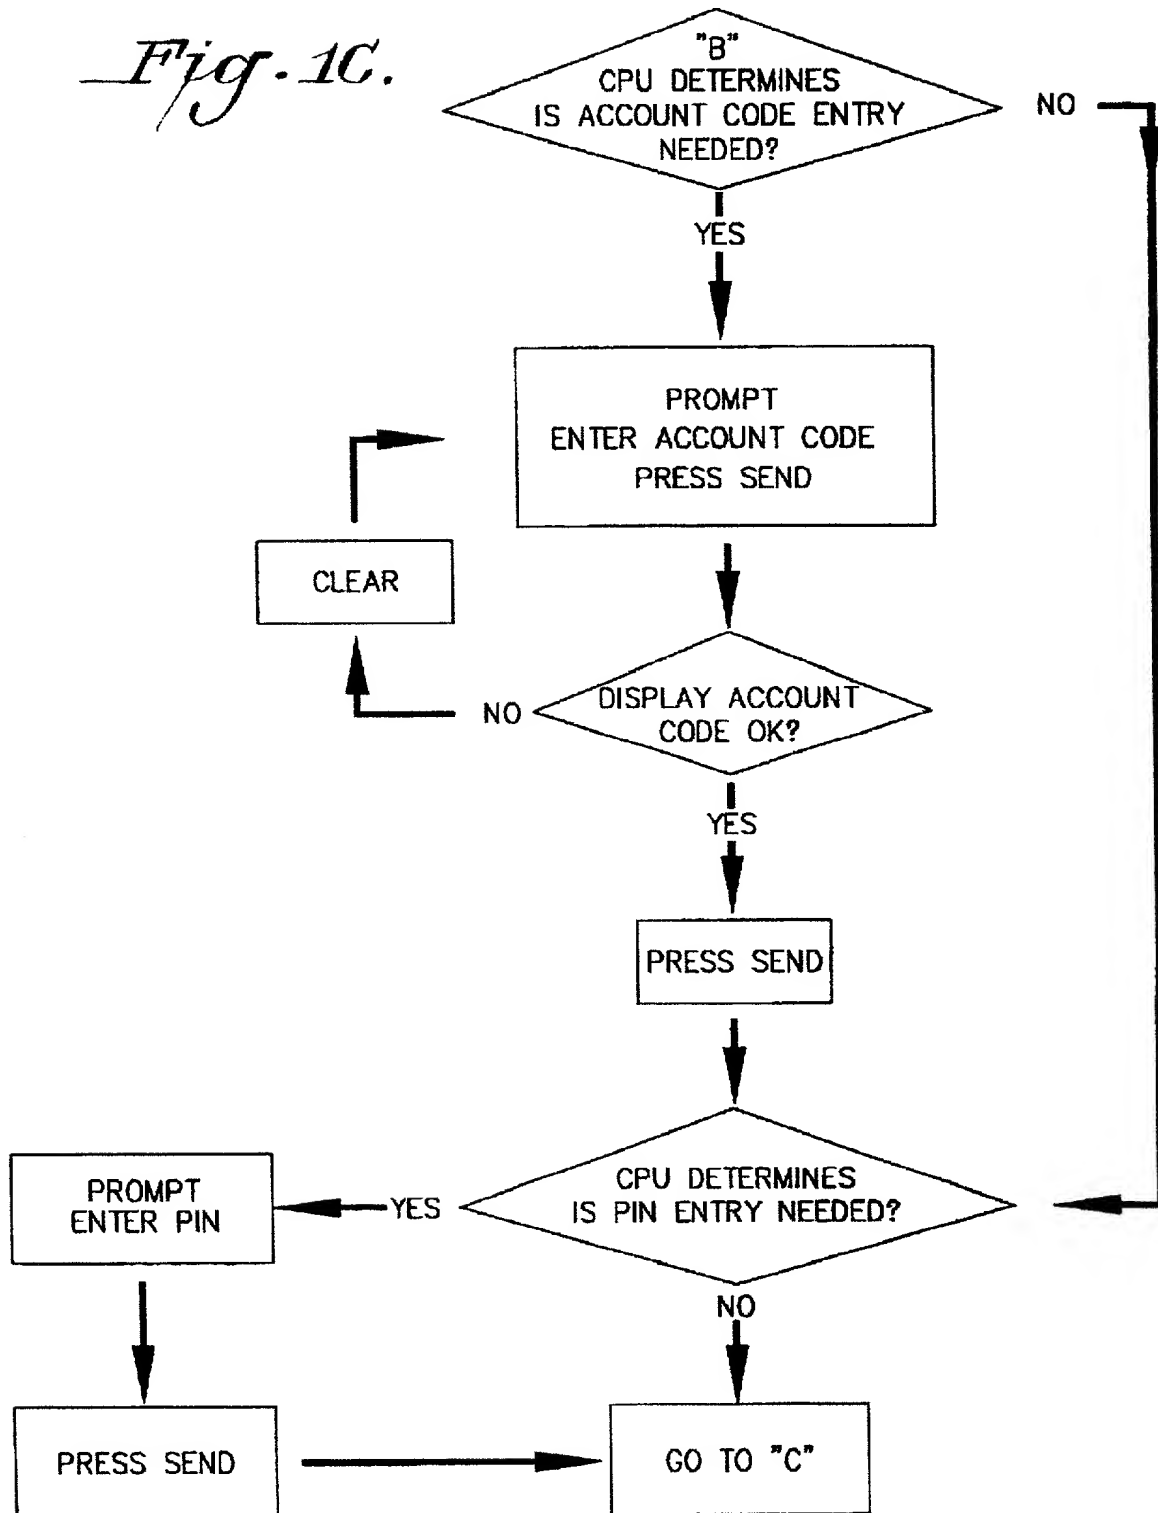 Fig. 1C.
"B"
CPU DETERMINES
IS ACCOUNT CODE ENTRY
NEEDED?
NO
YES
PROMPT
ENTER ACCOUNT CODE
PRESS SEND
CLEAR
DISPLAY ACCOUNT
CODE OK?
NO
YES
PRESS SEND
CPU DETERMINES
IS PIN ENTRY NEEDED?
YES
PROMPT
ENTER PIN
NO
PRESS SEND
GO TO "C"